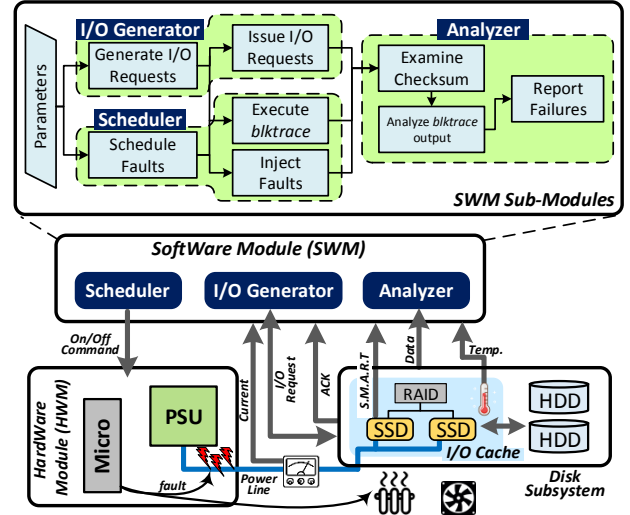 I/O Generator
Generate I/O
Requests
Issue I/O
Requests
Analyzer
Examine
Checksum
Analyze blktrace
output
Report
Failures
Parameters
Scheduler
Schedule
Faults
Execute
blktrace
Inject
Faults
SWM Sub-Modules
SoftWare Module (SWM)
Scheduler
I/O Generator
Analyzer
On/Off
Command
Current
I/O
Request
ACK
S.M.A.R.T
Data
Temp.
HardWare
Module (HWM)
Micro
PSU
fault
Power
Line
RAID
SSD
SSD
I/O Cache
HDD
HDD
Disk
Subsystem